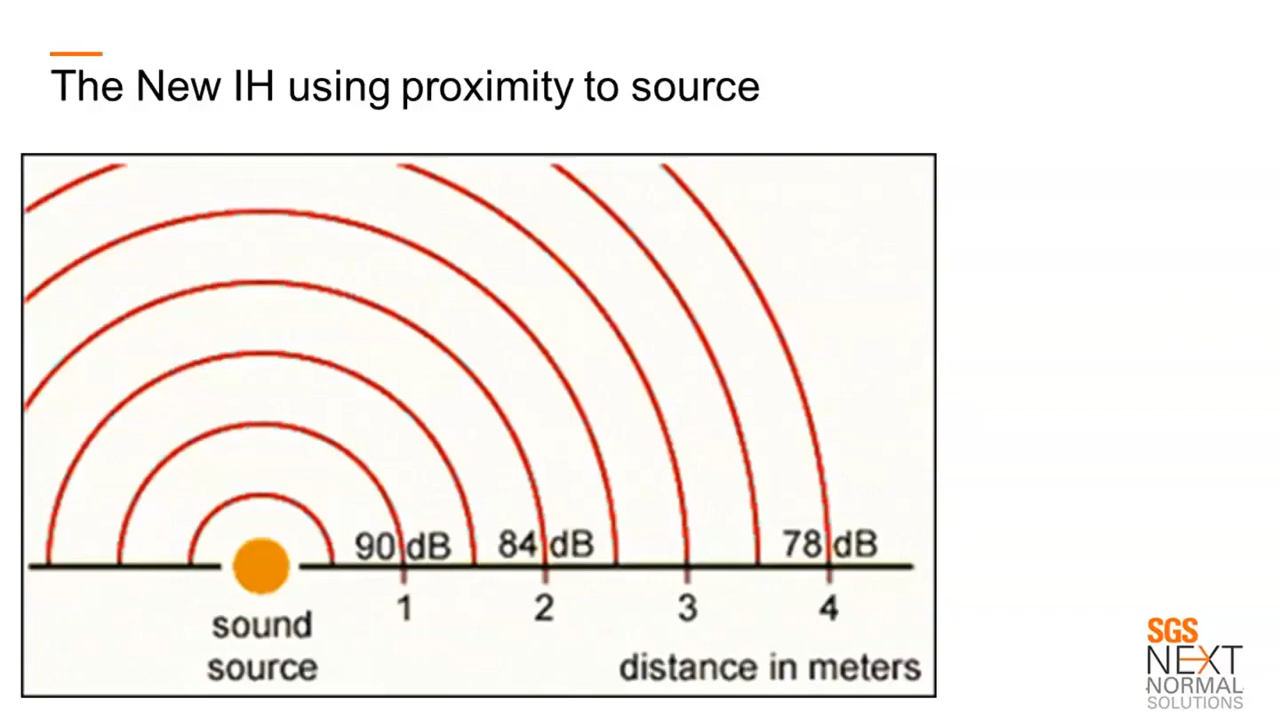 The New IH using proximity to source
90 dB 84 dB 78 dB
1 2 3 4
sound
source
distance in meters
SGS
NEXT
NORMAL
SOLUTIONS